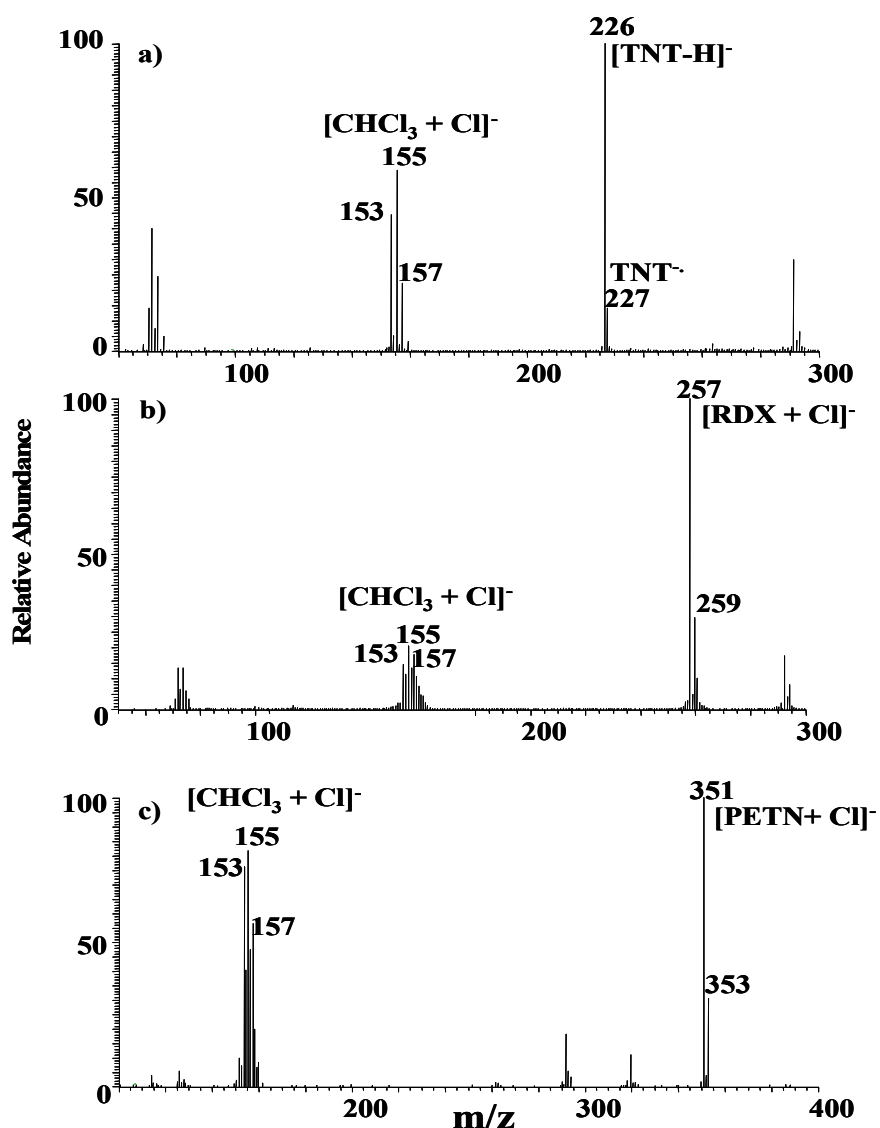 226
100
a)
[TNT-H]⁻
[CHCl₃ + Cl]⁻
155
50
153
TNT⁻·
157
227
0
100
200
300
257
100
b)
[RDX + Cl]⁻
Relative Abundance
50
[CHCl₃ + Cl]⁻
259
155
153
157
0
100
200
300
[CHCl₃ + Cl]⁻
351
100
c)
[PETN+ Cl]⁻
155
153
157
50
353
0
200
300
400
m/z